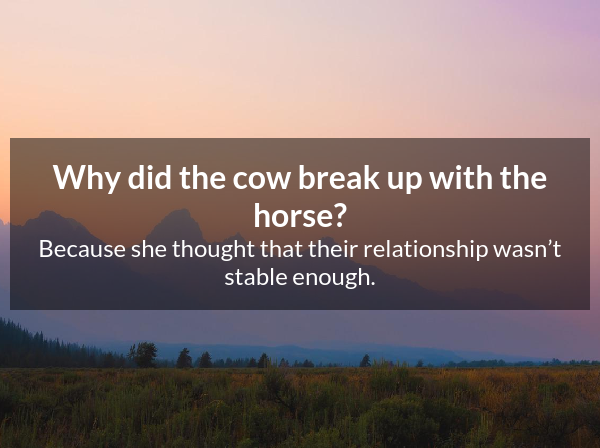 Why did the cow break up with the
horse?
Because she thought that their relationship wasn’t
stable enough.